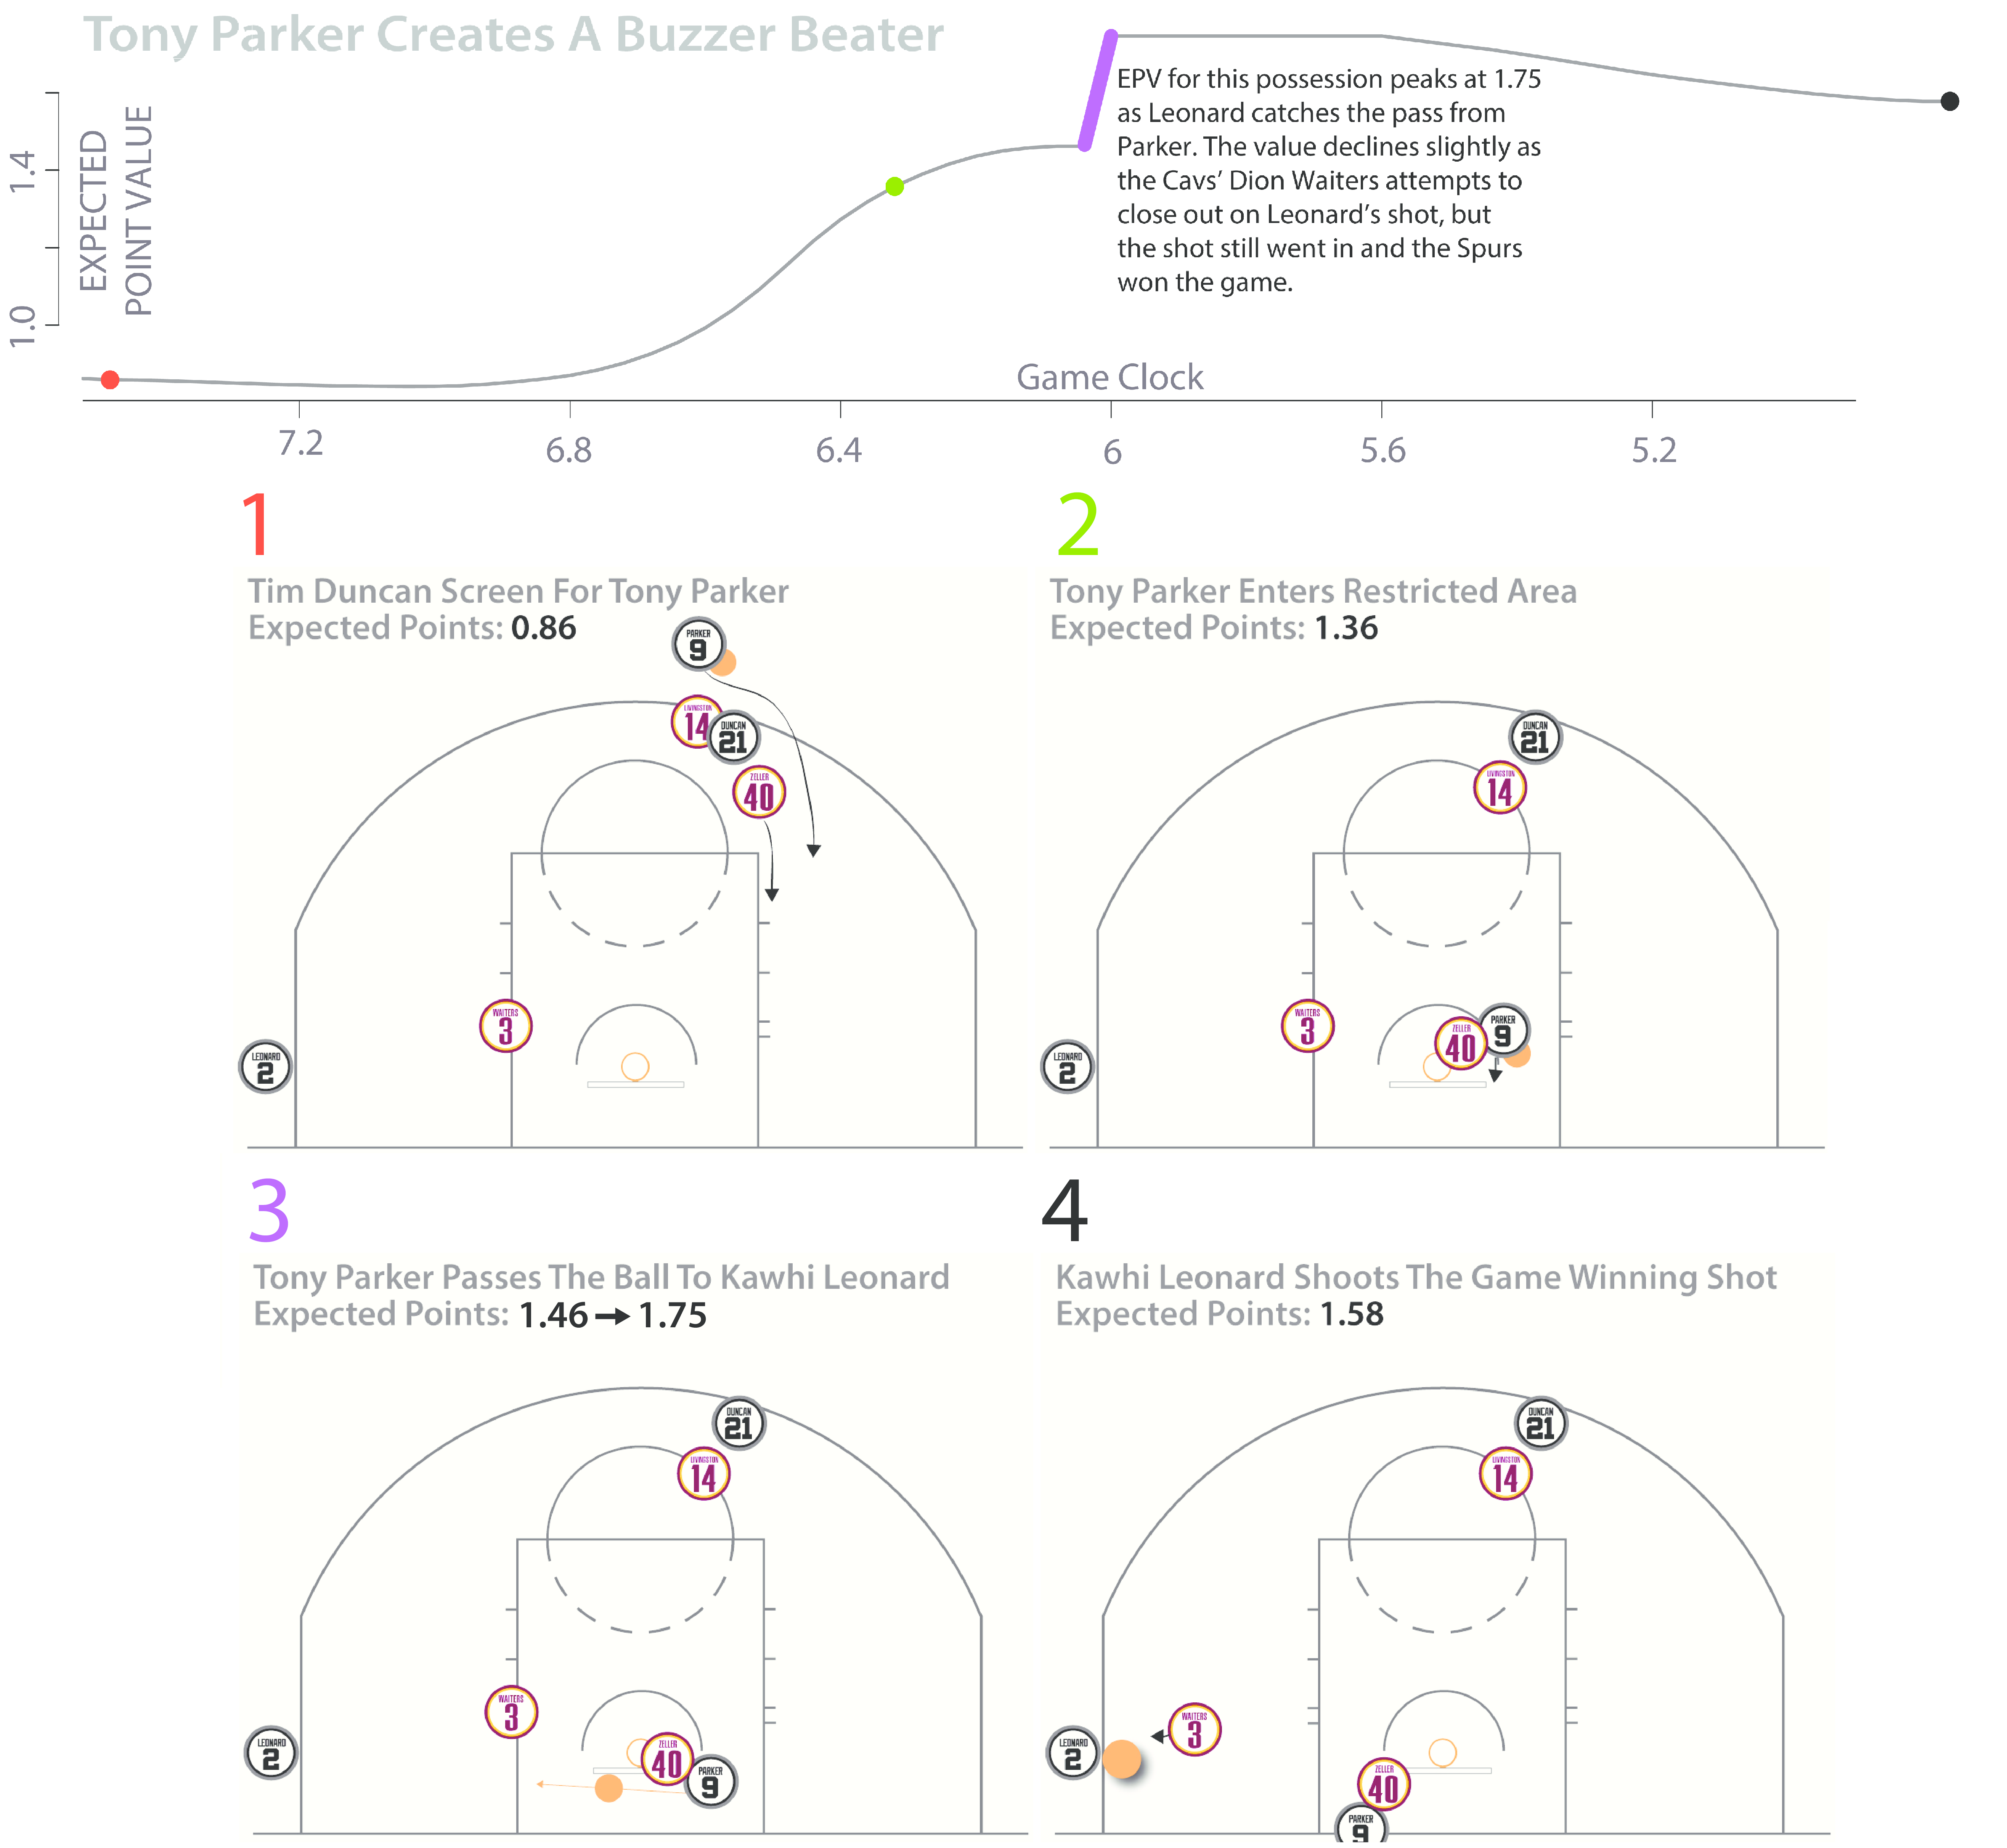 Tony Parker Creates A Buzzer Beater
EPV for this possession peaks at 1.75
as Leonard catches the pass from
Parker. The value declines slightly as
the Cavs’ Dion Waiters attempts to
close out on Leonard’s shot, but
the shot still went in and the Spurs
won the game.
EXPECTED
POINT VALUE
1.4
1.0
Game Clock
7.2
6.8
6.4
6
5.6
5.2
1
Tim Duncan Screen For Tony Parker
Expected Points: 0.86
PARKER
9
LIVINGSTON
14
DUNCAN
21
ZELLER
40
WAITERS
3
LEONARD
2
2
Tony Parker Enters Restricted Area
Expected Points: 1.36
DUNCAN
21
LIVINGSTON
14
WAITERS
3
PARKER
9
ZELLER
40
LEONARD
2
3
Tony Parker Passes The Ball To Kawhi Leonard
Expected Points: 1.46 → 1.75
DUNCAN
21
LIVINGSTON
14
WAITERS
3
LEONARD
2
ZELLER
40
PARKER
9
4
Kawhi Leonard Shoots The Game Winning Shot
Expected Points: 1.58
DUNCAN
21
LIVINGSTON
14
WAITERS
3
LEONARD
2
ZELLER
40
PARKER
9